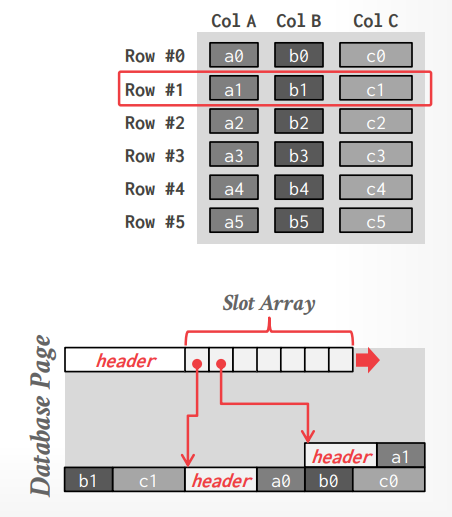 Col A Col B Col C
Row #0 a0 b0 c0
Row #1 a1 b1 c1
Row #2 a2 b2 c2
Row #3 a3 b3 c3
Row #4 a4 b4 c4
Row #5 a5 b5 c5
Slot Array
Database Page
header
header a1
b1 c1 header a0 b0 c0